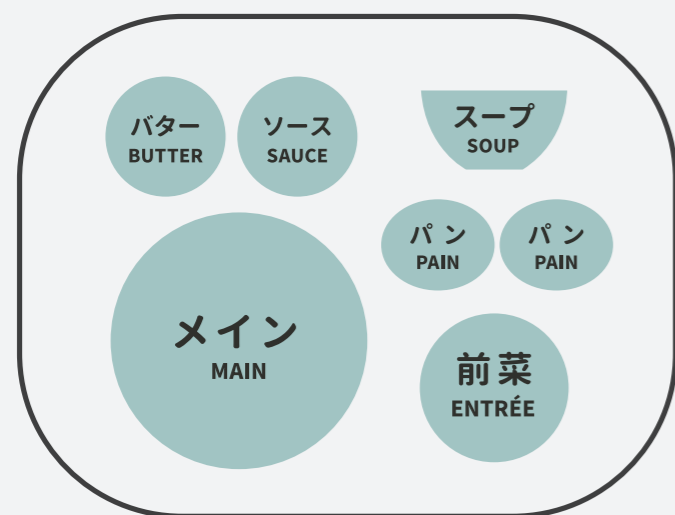 バター
BUTTER
ソース
SAUCE
スープ
SOUP
パン
PAIN
パン
PAIN
メイン
MAIN
前菜
ENTRÉE